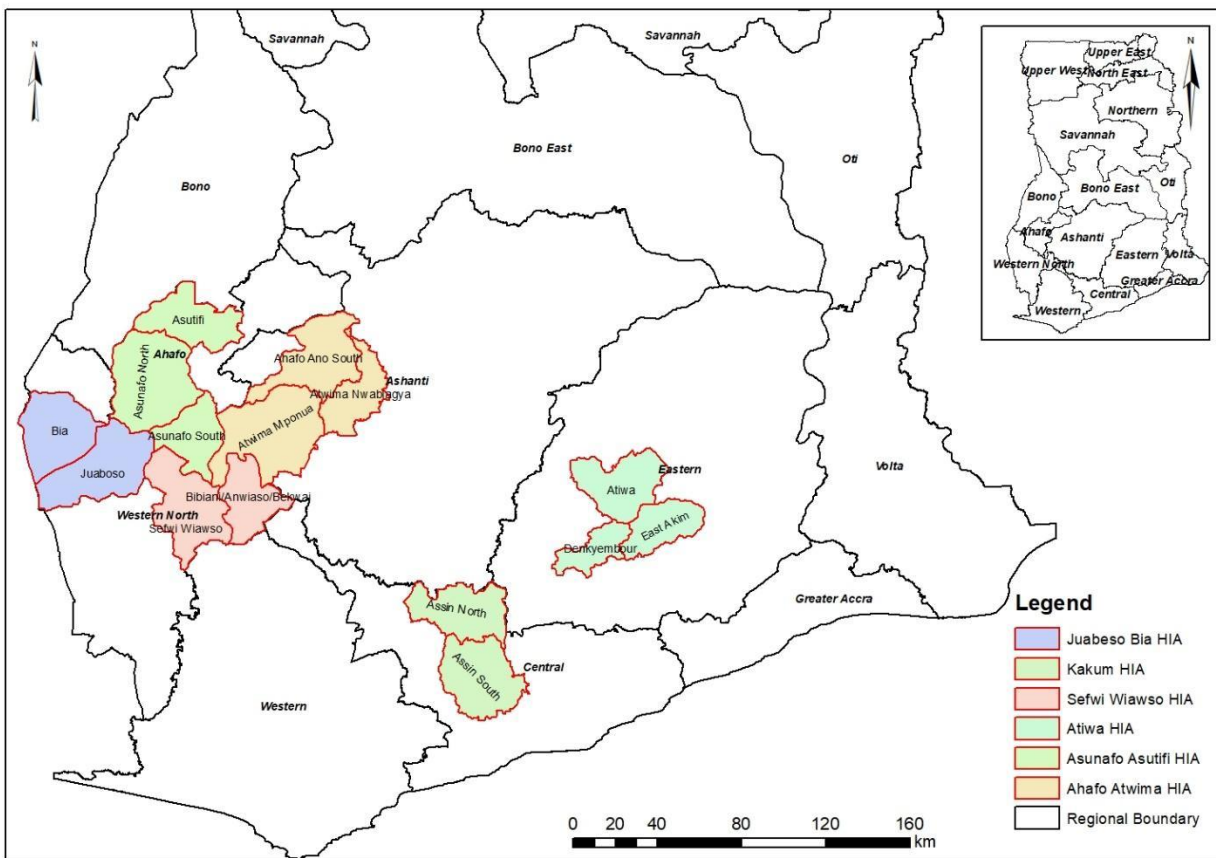 N
Savannah
Savannah
Bono East
Oti
Bono
Asutifi
Ahafo
Asunafo North
Ahafo Ano South
Ashanti
Atwima Nwabiagya
Atwima Mponua
Asunafo South
Bia
Juaboso
Bibiani/Anwiaso/Bekwai
Western North
Sefwi Wiawso
Eastern
Atiwa
East Akim
Denkyembour
Volta
Assin North
Assin South
Central
Greater Accra
Western
N
Upper East
Upper West
North East
Northern
Savannah
Bono
Bono East
Oti
Ahafo
Ashanti
Eastern
Volta
Western North
Greater Accra
Central
Western
Legend
Juabeso Bia HIA
Kakum HIA
Sefwi Wiawso HIA
Atiwa HIA
Asunafo Asutifi HIA
Ahafo Atwima HIA
Regional Boundary
0 20 40 80 120 160
km